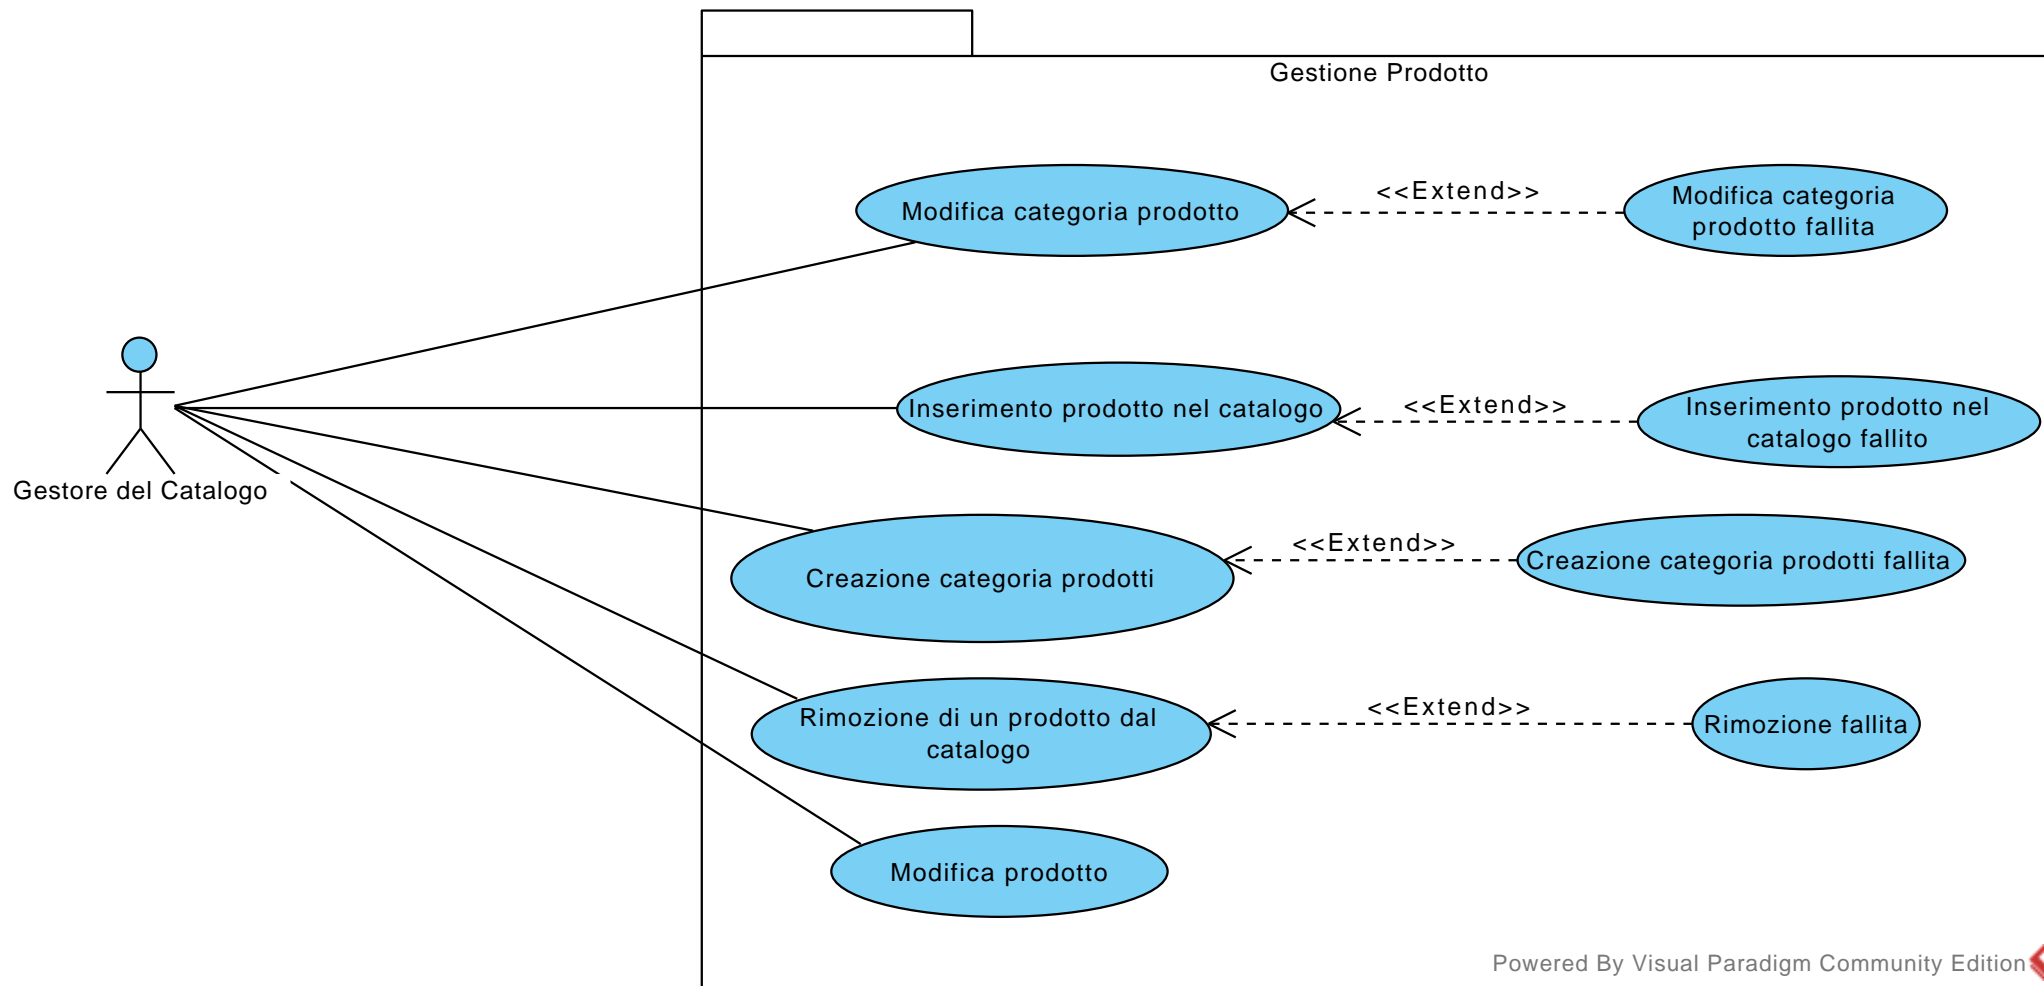 Gestione Prodotto
Modifica categoria prodotto
<<Extend>>
Modifica categoria
prodotto fallita
Gestore del Catalogo
Inserimento prodotto nel catalogo
<<Extend>>
Inserimento prodotto nel
catalogo fallito
Creazione categoria prodotti
<<Extend>>
Creazione categoria prodotti fallita
Rimozione di un prodotto dal
catalogo
<<Extend>>
Rimozione fallita
Modifica prodotto
Powered By Visual Paradigm Community Edition